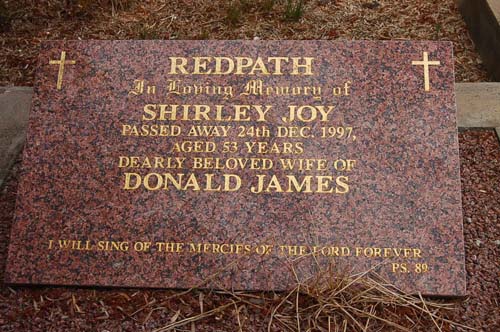 REDPATH
In Loving Memory of
SHIRLEY JOY
PASSED AWAY 24th DEC. 1997,
AGED 53 YEARS
DEARLY BELOVED WIFE OF
DONALD JAMES
I WILL SING OF THE MERCIES OF THE LORD FOREVER
PS. 89